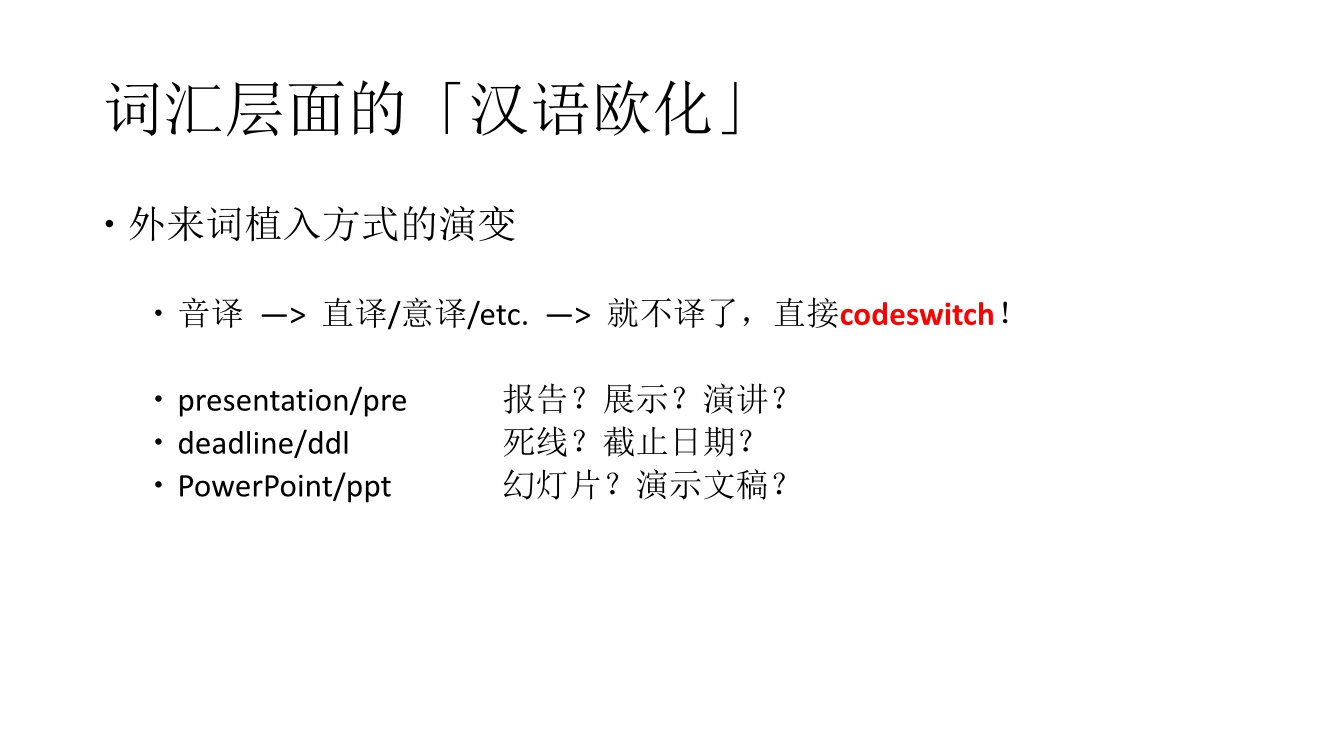 词汇层面的「汉语欧化」
• 外来词植入方式的演变
• 音译 —> 直译/意译/etc. —> 就不译了，直接codeswitch！
• presentation/pre 报告？展示？演讲？
• deadline/ddl 死线？截止日期？
• PowerPoint/ppt 幻灯片？演示文稿？